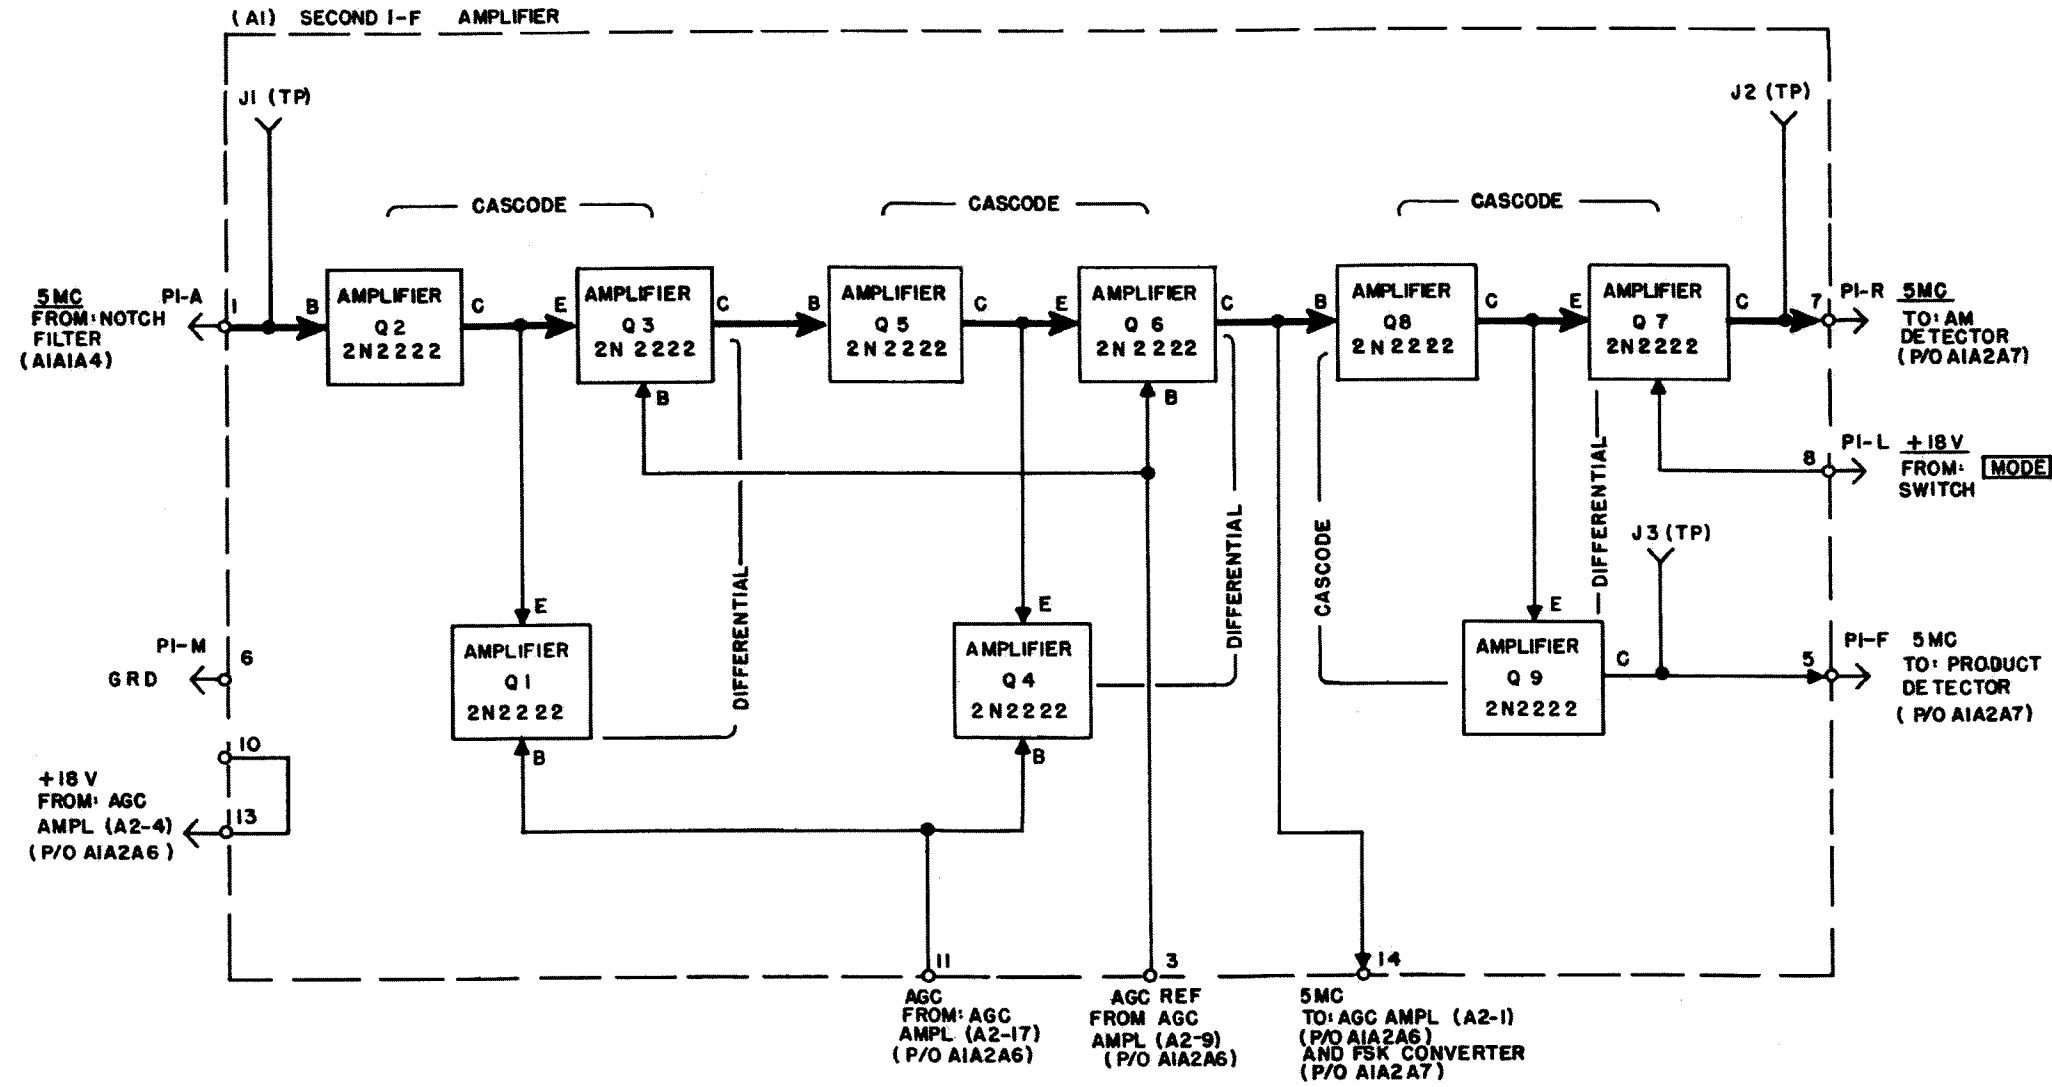 (A1) SECOND I-F AMPLIFIER
J1 (TP)
J2 (TP)
CASCODE
CASCODE
CASCODE
5MC
FROM: NOTCH
FILTER
(A1A1A4)
P1-A
1
B
AMPLIFIER
Q2
2N2222
C
E
AMPLIFIER
Q3
2N2222
C
B
B
AMPLIFIER
Q5
2N2222
C
E
AMPLIFIER
Q6
2N2222
C
B
B
AMPLIFIER
Q8
2N2222
C
E
AMPLIFIER
Q7
2N2222
C
7
P1-R
5MC
TO: AM
DETECTOR
(P/O A1A2A7)
8
P1-L
+18V
FROM: MODE
SWITCH
DIFFERENTIAL
DIFFERENTIAL
CASCODE
DIFFERENTIAL
J3 (TP)
P1-M
6
GRD
E
AMPLIFIER
Q1
2N2222
B
E
AMPLIFIER
Q4
2N2222
B
E
AMPLIFIER
Q9
2N2222
C
5
P1-F
5MC
TO: PRODUCT
DETECTOR
(P/O A1A2A7)
10
13
+18V
FROM: AGC
AMPL (A2-4)
(P/O A1A2A6)
11
AGC
FROM: AGC
AMPL (A2-17)
(P/O A1A2A6)
3
AGC REF
FROM AGC
AMPL (A2-9)
(P/O A1A2A6)
14
5MC
TO: AGC AMPL (A2-1)
(P/O A1A2A6)
AND FSK CONVERTER
(P/O A1A2A7)